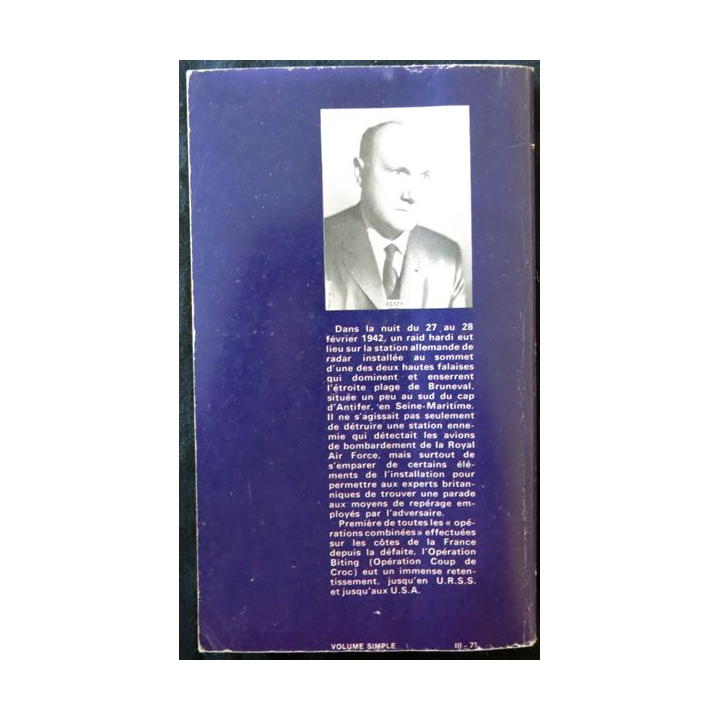 REMY
Dans la nuit du 27 au 28
février 1942, un raid hardi eut
lieu sur la station allemande de
radar installée au sommet
d'une des deux hautes falaises
qui dominent et enserrent
l'étroite plage de Bruneval,
située un peu au sud du cap
d'Antifer, en Seine-Maritime.
Il ne s'agissait pas seulement
de détruire une station enne-
mie qui détectait les avions
de bombardement de la Royal
Air Force, mais surtout de
s'emparer de certains élé-
ments de l'installation pour
permettre aux experts britan-
niques de trouver une parade
aux moyens de repérage em-
ployés par l'adversaire.
Première de toutes les « opé-
rations combinées » effectuées
sur les côtes de la France
depuis la défaite, l'Opération
Biting (Opération Coup de
Croc) eut un immense reten-
tissement, jusqu'en U.R.S.S.
et jusqu'aux U.S.A.
VOLUME SIMPLE III - 71